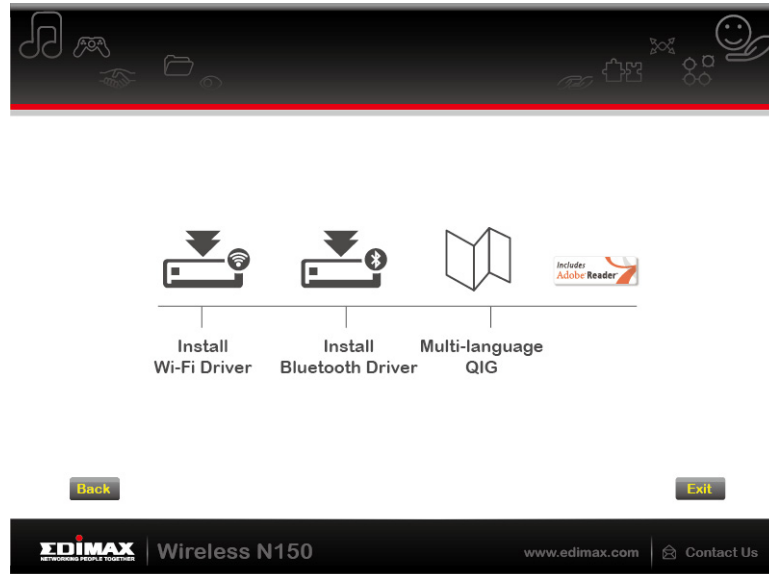 Includes
Adobe Reader
Install
Wi-Fi Driver
Install
Bluetooth Driver
Multi-language
QIG
Back
Exit
EDIMAX
NETWORKING PEOPLE TOGETHER
Wireless N150
www.edimax.com
Contact Us